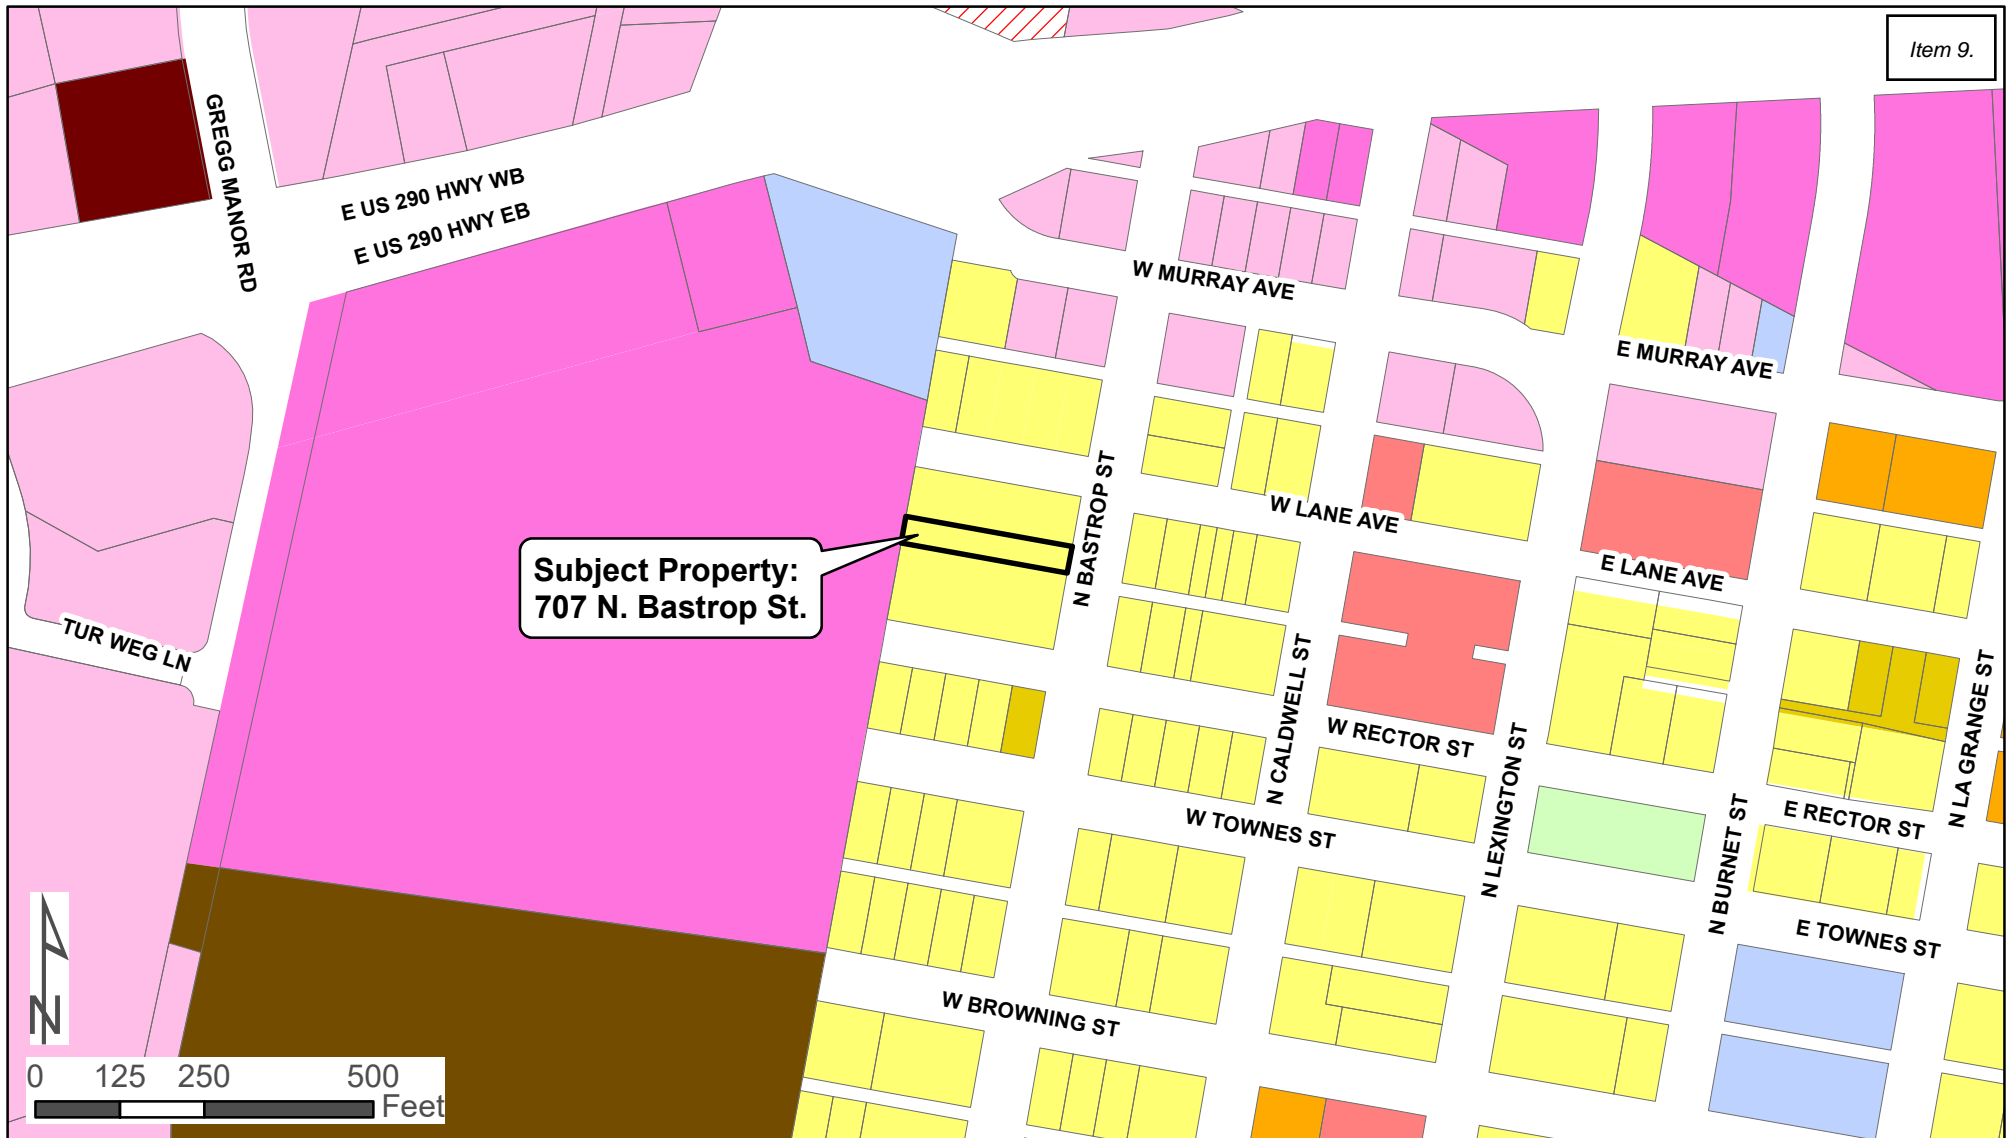 Item 9.
GREGG MANOR RD
E US 290 HWY WB
E US 290 HWY EB
W MURRAY AVE
E MURRAY AVE
N BASTROP ST
W LANE AVE
E LANE AVE
Subject Property:
707 N. Bastrop St.
TUR WEG LN
N CALDWELL ST
W RECTOR ST
N LEXINGTON ST
N LA GRANGE ST
W TOWNES ST
N BURNET ST
E RECTOR ST
E TOWNES ST
W BROWNING ST
N
0 125 250 500
Feet